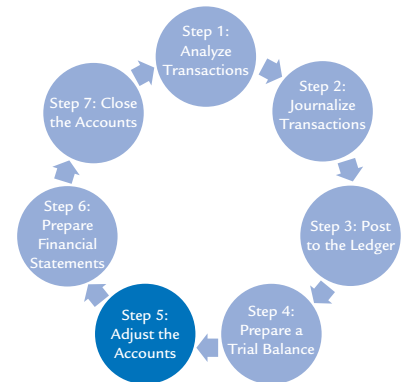 Step 1:
Analyze
Transactions
Step 2:
Journalize
Transactions
Step 3: Post
to the Ledger
Step 4:
Prepare a
Trial Balance
Step 5:
Adjust the
Accounts
Step 6:
Prepare
Financial
Statements
Step 7: Close
the Accounts